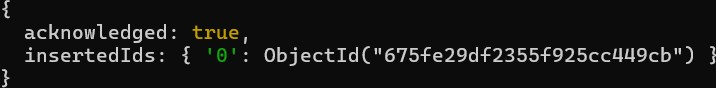 {
  acknowledged: true,
  insertedIds: { '0': ObjectId("675fe29df2355f925cc449cb") }
}